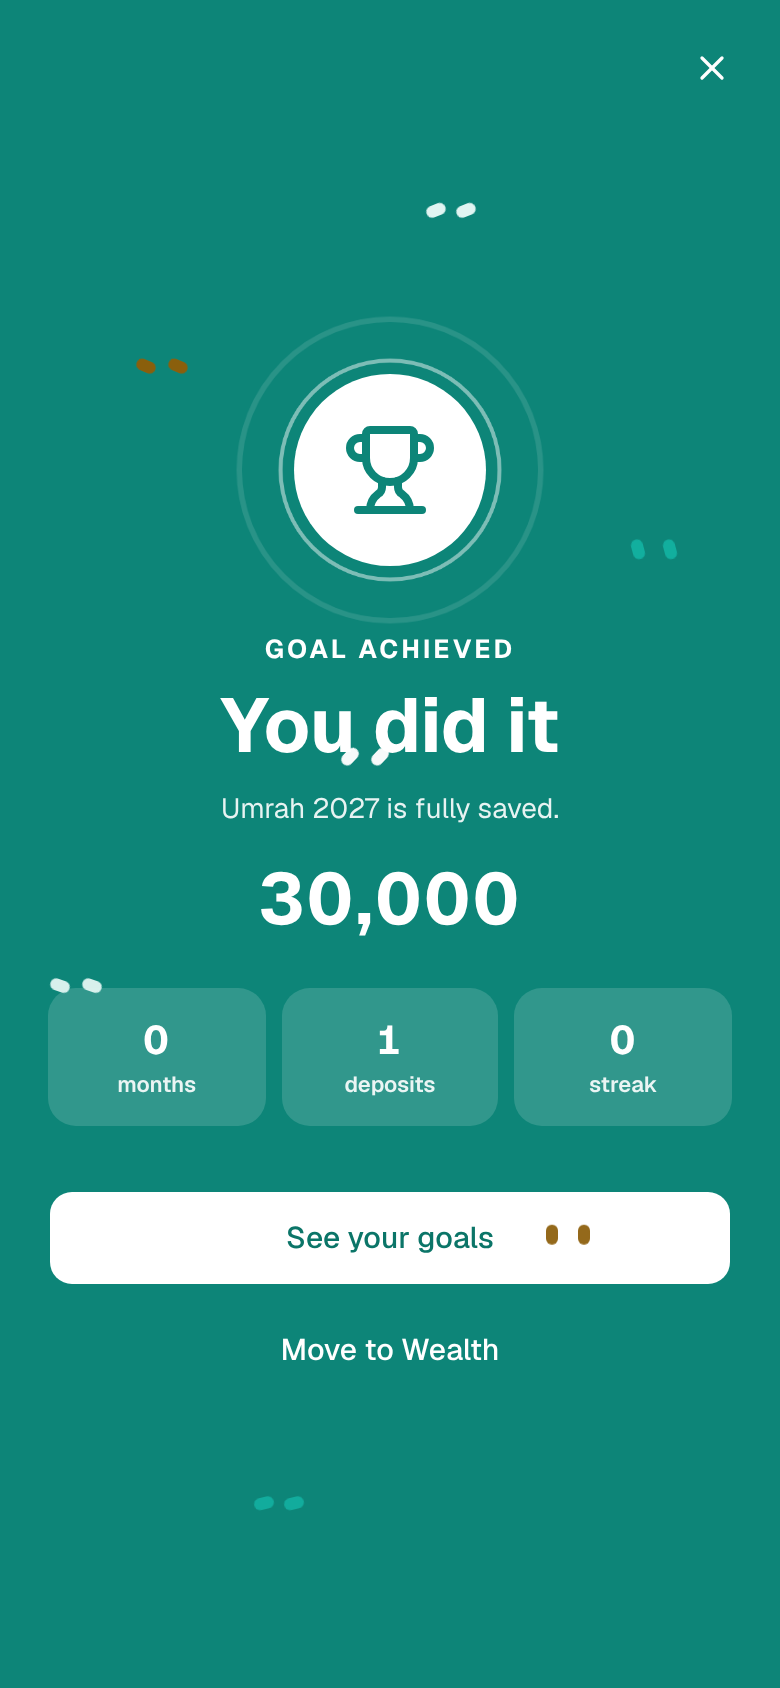 GOAL ACHIEVED
You did it
Umrah 2027 is fully saved.
30,000
0
months
1
deposits
0
streak
See your goals
Move to Wealth